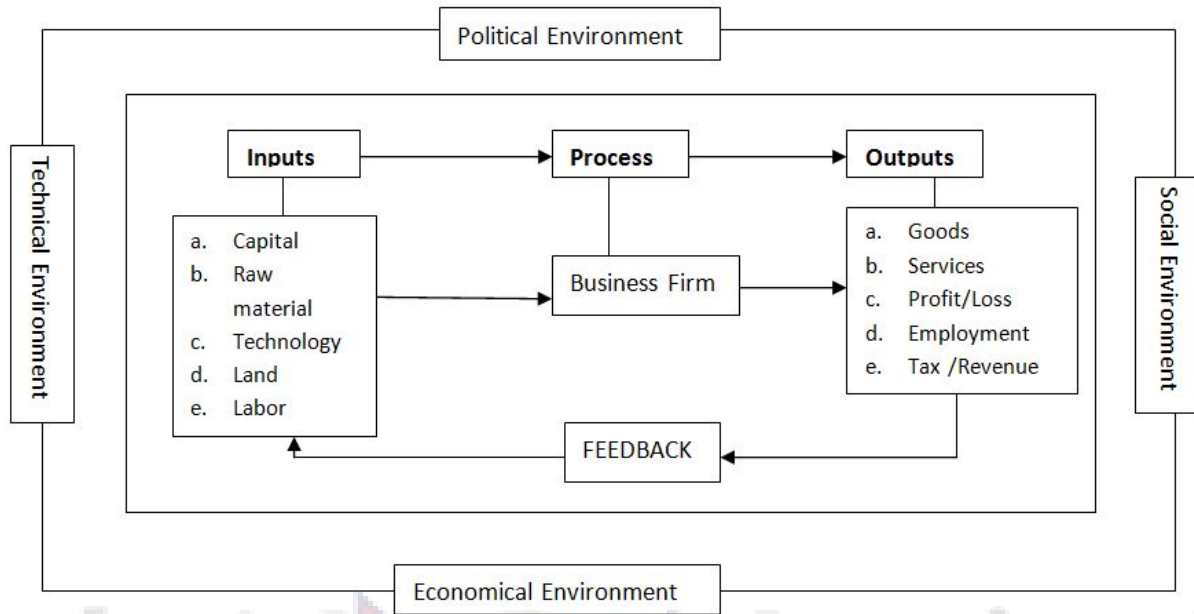 Political Environment
Technical Environment
Inputs
Process
Outputs
Social Environment
a. Capital
b. Raw
material
c. Technology
d. Land
e. Labor
Business Firm
a. Goods
b. Services
c. Profit/Loss
d. Employment
e. Tax /Revenue
FEEDBACK
Economical Environment